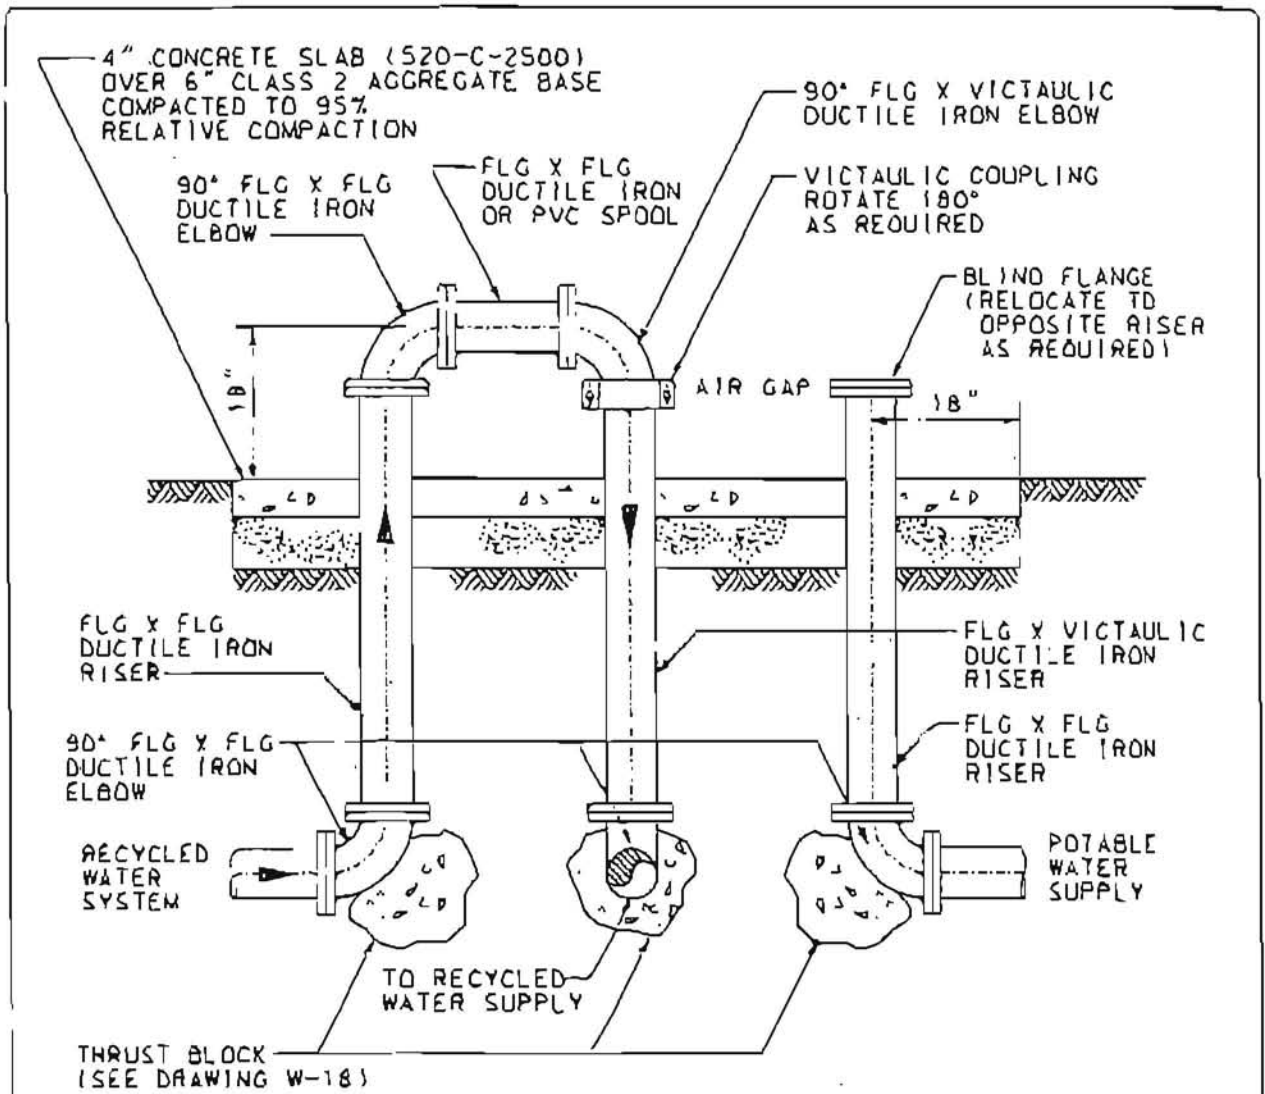 4" CONCRETE SLAB (520-C-2500)
OVER 6" CLASS 2 AGGREGATE BASE
COMPACTED TO 95%
RELATIVE COMPACTION
90° FLG X VICTAULIC
DUCTILE IRON ELBOW
FLG X FLG
DUCTILE IRON
OR PVC SPOOL
90° FLG X FLG
DUCTILE IRON
ELBOW
VICTAULIC COUPLING
ROTATE 180°
AS REQUIRED
BLIND FLANGE
(RELOCATE TO
OPPOSITE RISER
AS REQUIRED)
18"
AIR GAP
18"
FLG X FLG
DUCTILE IRON
RISER
FLG X VICTAULIC
DUCTILE IRON
RISER
90° FLG X FLG
DUCTILE IRON
ELBOW
FLG X FLG
DUCTILE IRON
RISER
RECYCLED
WATER
SYSTEM
POTABLE
WATER
SUPPLY
TO RECYCLED
WATER SUPPLY
THRUST BLOCK
(SEE DRAWING W-18)